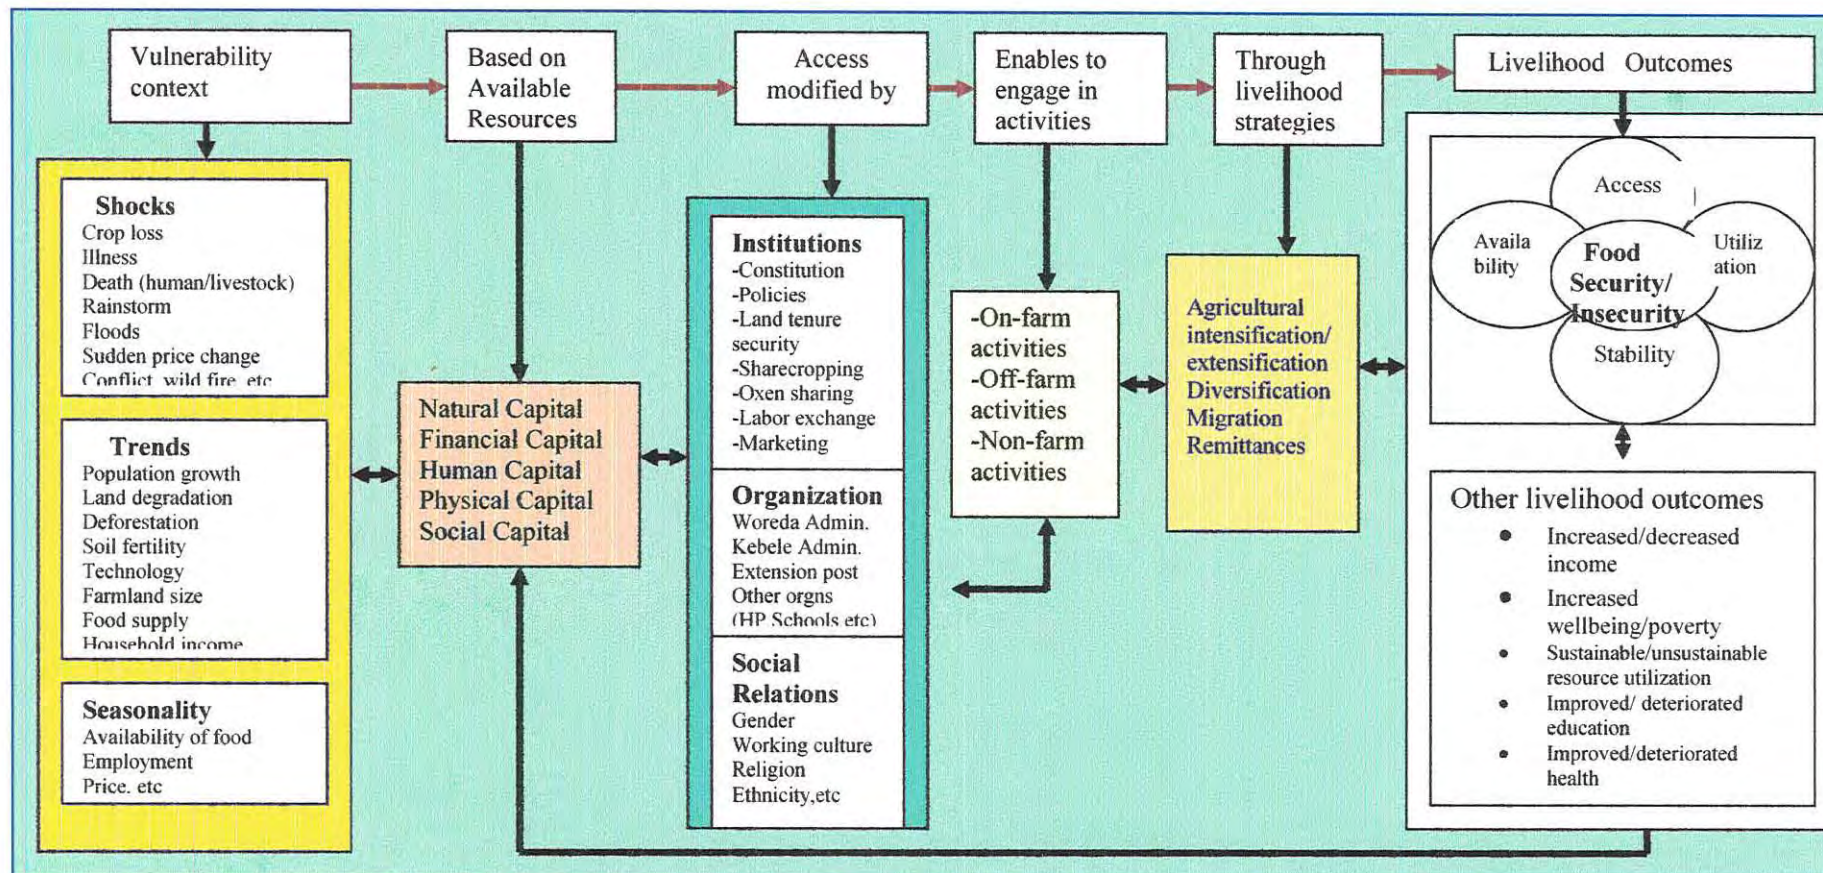 Vulnerability
context
Based on
Available
Resources
Access
modified by
Enables to
engage in
activities
Through
livelihood
strategies
Livelihood Outcomes
Shocks
Crop loss
Illness
Death (human/livestock)
Rainstorm
Floods
Sudden price change
Conflict, wild fire, etc
Trends
Population growth
Land degradation
Deforestation
Soil fertility
Technology
Farmland size
Food supply
Household income
Seasonality
Availability of food
Employment
Price. etc
Natural Capital
Financial Capital
Human Capital
Physical Capital
Social Capital
Institutions
-Constitution
-Policies
-Land tenure
security
-Sharecropping
-Oxen sharing
-Labor exchange
-Marketing
Organization
Woreda Admin.
Kebele Admin.
Extension post
Other orgns
(HP Schools etc)
Social
Relations
Gender
Working culture
Religion
Ethnicity,etc
-On-farm
activities
-Off-farm
activities
-Non-farm
activities
Agricultural
intensification/
extensification
Diversification
Migration
Remittances
Access
Availa
bility
Food
Security/
Insecurity
Utiliz
ation
Stability
Other livelihood outcomes
● Increased/decreased
income
● Increased
wellbeing/poverty
● Sustainable/unsustainable
resource utilization
● Improved/ deteriorated
education
● Improved/deteriorated
health